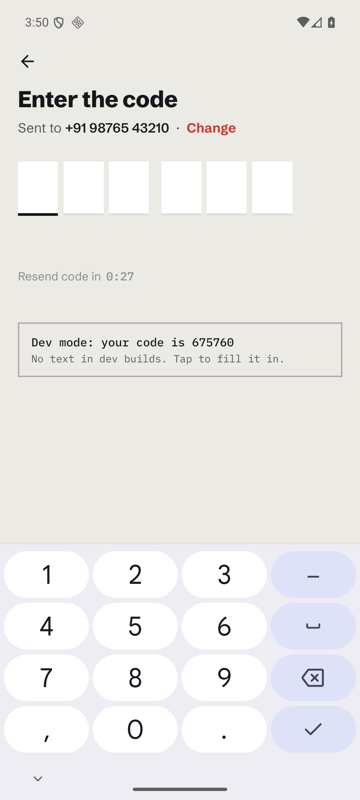 3:50
Enter the code
Sent to +91 98765 43210 · Change
Resend code in 0:27
Dev mode: your code is 675760
No text in dev builds. Tap to fill it in.
1 2 3 –
4 5 6
7 8 9
, 0 .